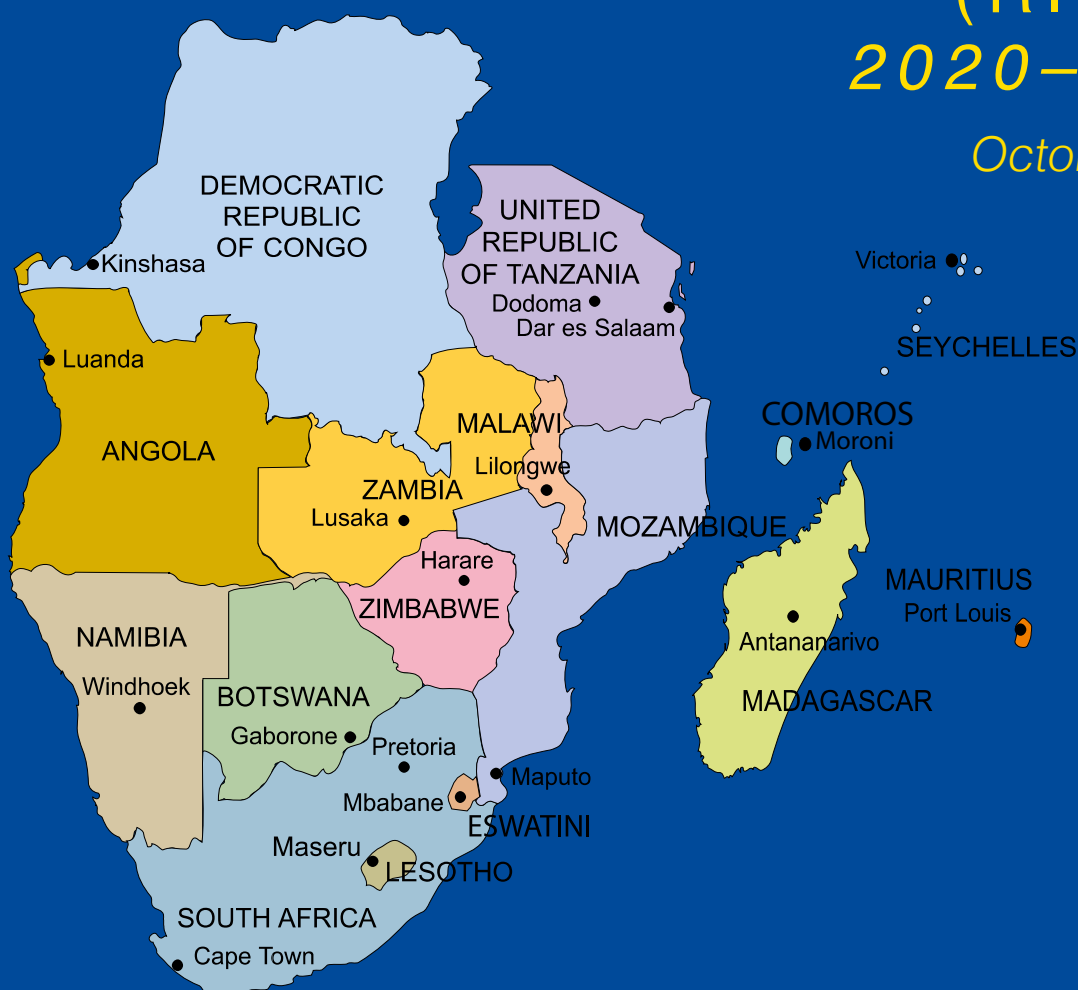 2020–
Octo
DEMOCRATIC
REPUBLIC
OF CONGO
UNITED
REPUBLIC
OF TANZANIA
Kinshasa
Victoria
Dodoma
Dar es Salaam
SEYCHELLES
Luanda
COMOROS
Moroni
MALAWI
ANGOLA
Lilongwe
ZAMBIA
Lusaka
MOZAMBIQUE
Harare
ZIMBABWE
MAURITIUS
Port Louis
NAMIBIA
Antananarivo
Windhoek
BOTSWANA
MADAGASCAR
Gaborone
Pretoria
Maputo
Mbabane
ESWATINI
Maseru
LESOTHO
SOUTH AFRICA
Cape Town